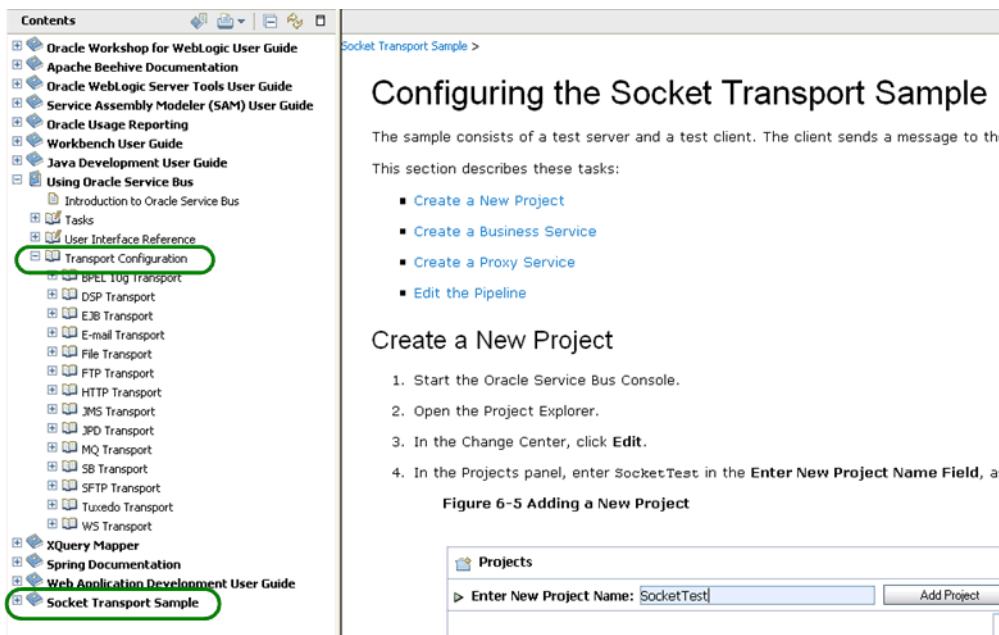 Contents
Oracle Workshop for WebLogic User Guide
Apache Beehive Documentation
Oracle WebLogic Server Tools User Guide
Service Assembly Modeler (SAM) User Guide
Oracle Usage Reporting
Workbench User Guide
Java Development User Guide
Using Oracle Service Bus
Introduction to Oracle Service Bus
Tasks
User Interface Reference
Transport Configuration
BPEL 10g Transport
DSP Transport
EJB Transport
E-mail Transport
File Transport
FTP Transport
HTTP Transport
JMS Transport
JPD Transport
MQ Transport
SB Transport
SFTP Transport
Tuxedo Transport
WS Transport
XQuery Mapper
Spring Documentation
Web Application Development User Guide
Socket Transport Sample
Socket Transport Sample >
Configuring the Socket Transport Sample
The sample consists of a test server and a test client. The client sends a message to
This section describes these tasks:
Create a New Project
Create a Business Service
Create a Proxy Service
Edit the Pipeline
Create a New Project
1. Start the Oracle Service Bus Console.
2. Open the Project Explorer.
3. In the Change Center, click Edit.
4. In the Projects panel, enter SocketTest in the Enter New Project Name Field,
Figure 6-5 Adding a New Project
Projects
Enter New Project Name: SocketTest Add Project